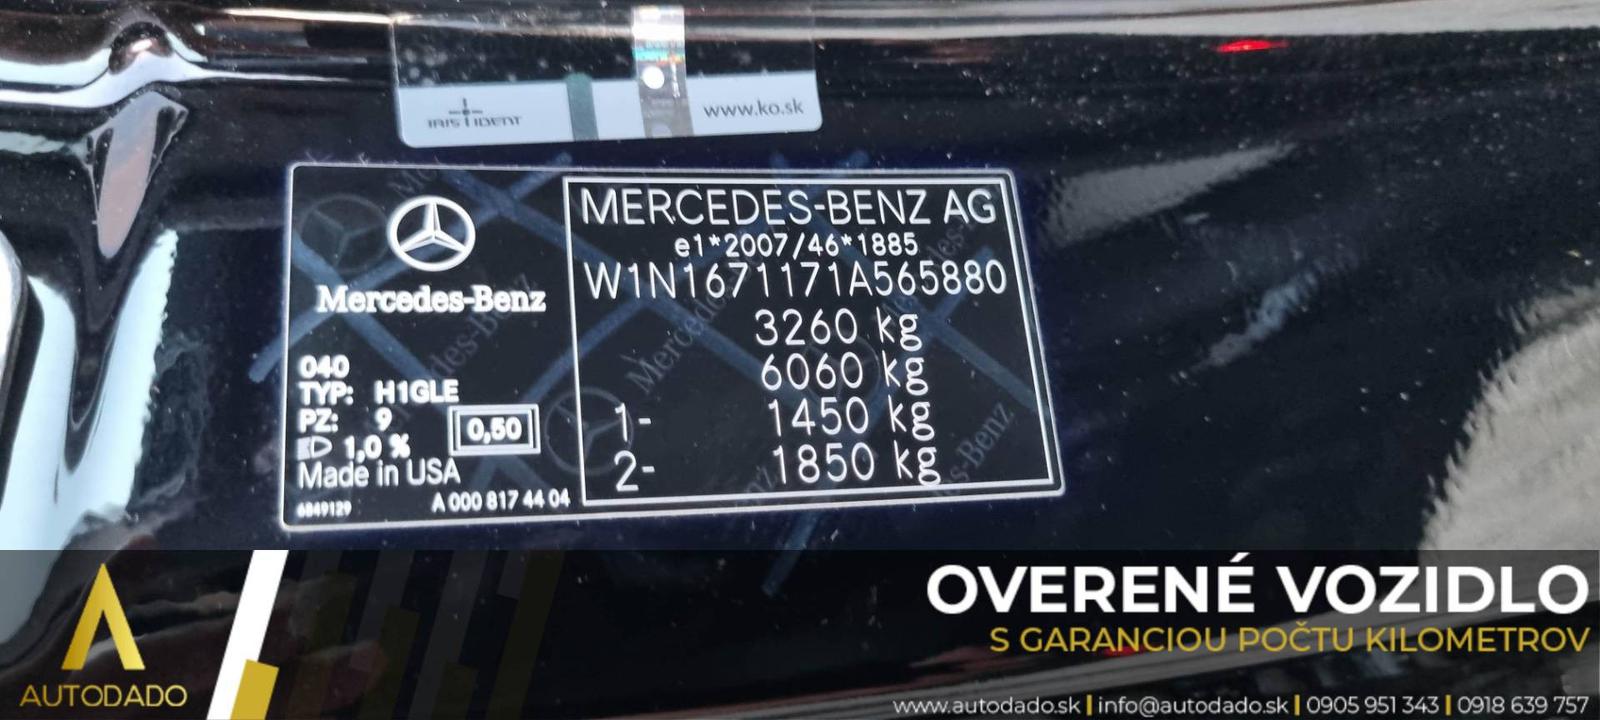 IRIS IDENT
www.ko.sk
Mercedes-Benz
040
TYP: H1GLE
PZ: 9
1,0 %
0,50
Made in USA
6849129
A 000 817 44 04
MERCEDES-BENZ AG
e1*2007/46*1885
W1N1671171A565880
3260 kg
6060 kg
1- 1450 kg
2- 1850 kg
AUTODADO
OVERENÉ VOZIDLO
S GARANCIOU POČTU KILOMETROV
www.autodado.sk | info@autodado.sk | 0905 951 343 | 0918 639 757